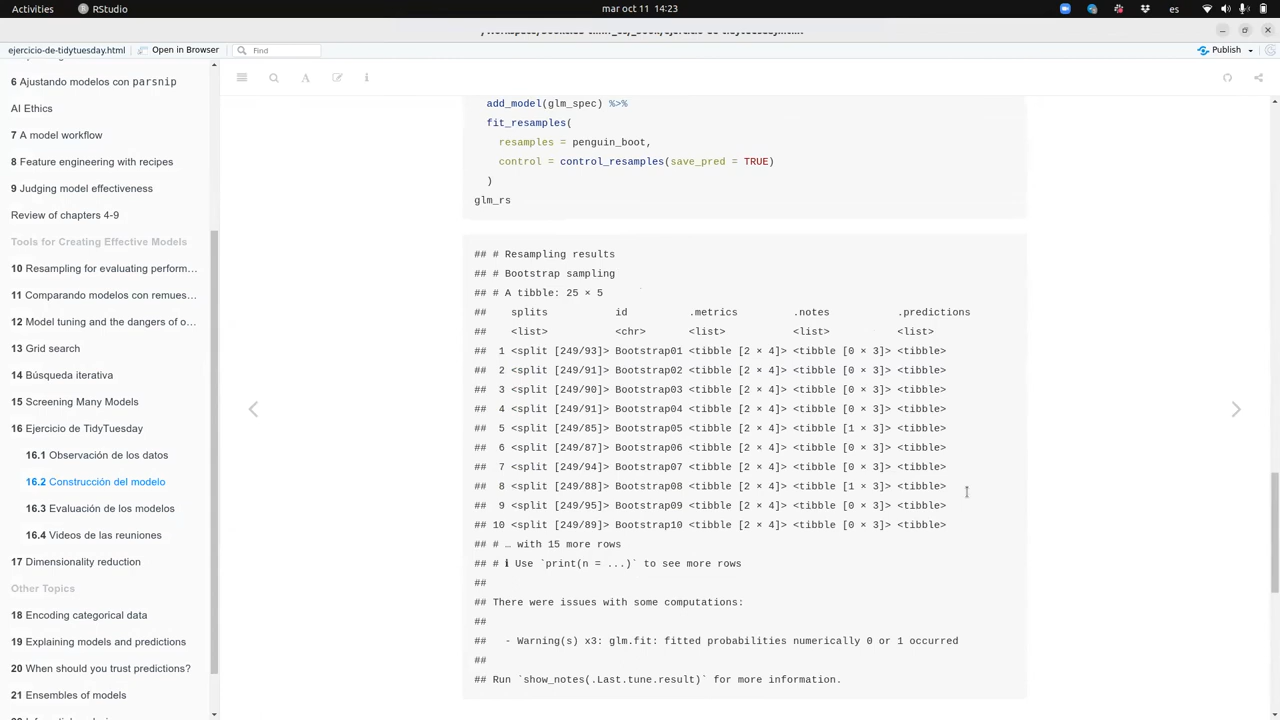 Activities
RStudio
mar oct 11 14:23
es
ejercicio-de-tidytuesday.html
Open in Browser
Find
Publish
6 Ajustando modelos con parsnip
AI Ethics
7 A model workflow
8 Feature engineering with recipes
9 Judging model effectiveness
Review of chapters 4-9
Tools for Creating Effective Models
10 Resampling for evaluating perform…
11 Comparando modelos con remues…
12 Model tuning and the dangers of o…
13 Grid search
14 Búsqueda iterativa
15 Screening Many Models
16 Ejercicio de TidyTuesday
16.1 Observación de los datos
16.2 Construcción del modelo
16.3 Evaluación de los modelos
16.4 Videos de las reuniones
17 Dimensionality reduction
Other Topics
18 Encoding categorical data
19 Explaining models and predictions
20 When should you trust predictions?
21 Ensembles of models
add_model(glm_spec) %>%
fit_resamples(
resamples = penguin_boot,
control = control_resamples(save_pred = TRUE)
)
glm_rs
## # Resampling results
## # Bootstrap sampling
## # A tibble: 25 × 5
## splits id .metrics .notes .predictions
## <list> <chr> <list> <list> <list>
## 1 <split [249/93]> Bootstrap01 <tibble [2 × 4]> <tibble [0 × 3]> <tibble>
## 2 <split [249/91]> Bootstrap02 <tibble [2 × 4]> <tibble [0 × 3]> <tibble>
## 3 <split [249/90]> Bootstrap03 <tibble [2 × 4]> <tibble [0 × 3]> <tibble>
## 4 <split [249/91]> Bootstrap04 <tibble [2 × 4]> <tibble [0 × 3]> <tibble>
## 5 <split [249/85]> Bootstrap05 <tibble [2 × 4]> <tibble [1 × 3]> <tibble>
## 6 <split [249/87]> Bootstrap06 <tibble [2 × 4]> <tibble [0 × 3]> <tibble>
## 7 <split [249/94]> Bootstrap07 <tibble [2 × 4]> <tibble [0 × 3]> <tibble>
## 8 <split [249/88]> Bootstrap08 <tibble [2 × 4]> <tibble [1 × 3]> <tibble>
## 9 <split [249/95]> Bootstrap09 <tibble [2 × 4]> <tibble [0 × 3]> <tibble>
## 10 <split [249/89]> Bootstrap10 <tibble [2 × 4]> <tibble [0 × 3]> <tibble>
## # … with 15 more rows
## # ℹ Use `print(n = ...)` to see more rows
##
## There were issues with some computations:
##
## - Warning(s) x3: glm.fit: fitted probabilities numerically 0 or 1 occurred
##
## Run `show_notes(.Last.tune.result)` for more information.